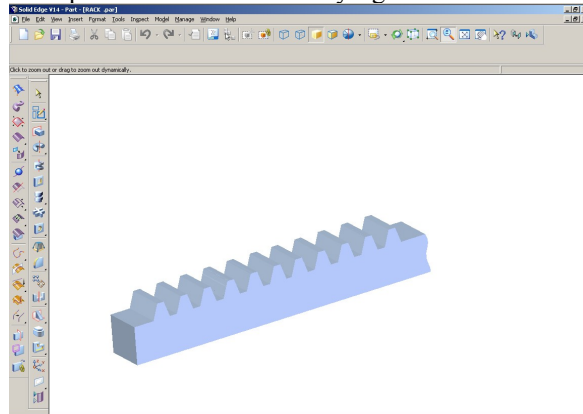 Solid Edge V14 - Part - [RACK .par]
File Edit View Insert Format Tools Inspect Model Manage Window Help
Click to zoom out or drag to zoom out dynamically.